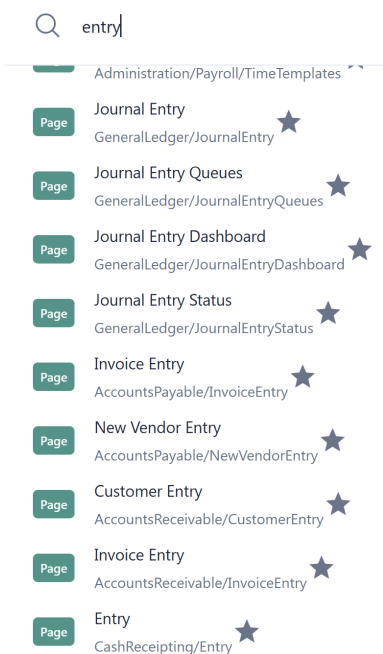 entry
Administration/Payroll/TimeTemplates
Page
Journal Entry
GeneralLedger/JournalEntry
Page
Journal Entry Queues
GeneralLedger/JournalEntryQueues
Page
Journal Entry Dashboard
GeneralLedger/JournalEntryDashboard
Page
Journal Entry Status
GeneralLedger/JournalEntryStatus
Page
Invoice Entry
AccountsPayable/InvoiceEntry
Page
New Vendor Entry
AccountsPayable/NewVendorEntry
Page
Customer Entry
AccountsReceivable/CustomerEntry
Page
Invoice Entry
AccountsReceivable/InvoiceEntry
Page
Entry
CashReceipting/Entry